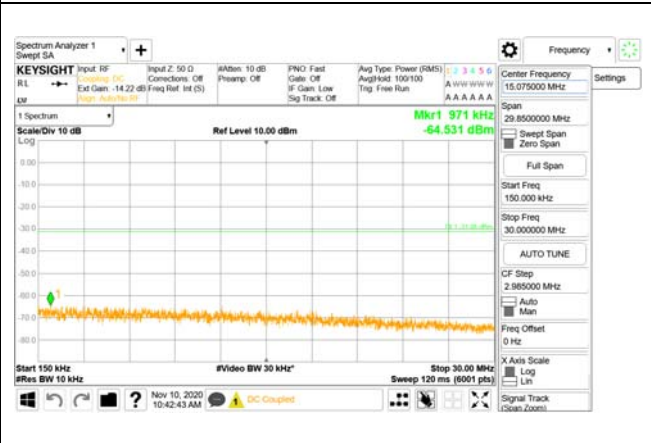 Spectrum Analyzer 1
Swept SA
Frequency
KEYSIGHT
RL
Input: RF
Coupling: DC
Ext Gain: -14.22 dB
Align: Auto/No RF
Input Z: 50 Ω
Corrections: Off
Freq Ref: Int (S)
#Atten: 10 dB
Preamp: Off
PNO: Fast
Gate: Off
IF Gain: Low
Sig Track: Off
Avg Type: Power (RMS)
Avg|Hold: 100/100
Trig: Free Run
1 2 3 4 5 6
A W W W W W
A A A A A A
1 Spectrum
Scale/Div 10 dB
Log
Ref Level 10.00 dBm
Mkr1 971 kHz
-64.531 dBm
0.00
-10.0
-20.0
-30.0
-40.0
-50.0
-60.0
-70.0
-80.0
1
Start 150 kHz
#Res BW 10 kHz
#Video BW 30 kHz*
Stop 30.00 MHz
Sweep 120 ms (6001 pts)
Nov 10, 2020
10:42:43 AM
1
DC Coupled
Center Frequency
15.075000 MHz
Settings
Span
29.8500000 MHz
Swept Span
Zero Span
Full Span
Start Freq
150.000 kHz
Stop Freq
30.000000 MHz
AUTO TUNE
CF Step
2.985000 MHz
Auto
Man
Freq Offset
0 Hz
X Axis Scale
Log
Lin
Signal Track
(Span Zoom)